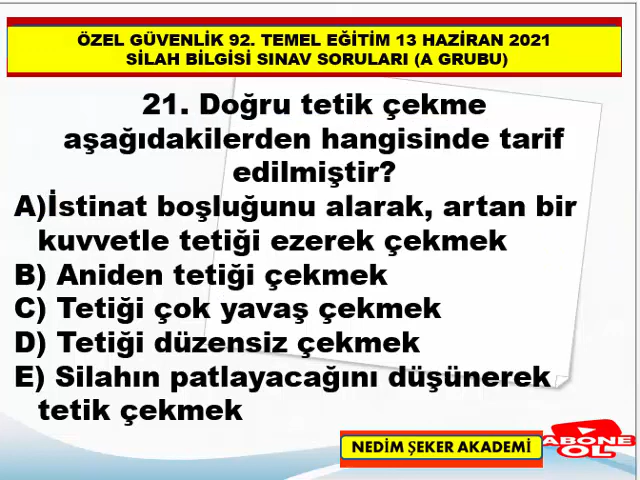 ÖZEL GÜVENLİK 92. TEMEL EĞİTİM 13 HAZİRAN 2021
SİLAH BİLGİSİ SINAV SORULARI (A GRUBU)
21. Doğru tetik çekme
aşağıdakilerden hangisinde tarif
edilmiştir?
A)İstinat boşluğunu alarak, artan bir
kuvvetle tetiği ezerek çekmek
B) Aniden tetiği çekmek
C) Tetiği çok yavaş çekmek
D) Tetiği düzensiz çekmek
E) Silahın patlayacağını düşünerek
tetik çekmek
NEDİM ŞEKER AKADEMİ
ABONE
OL